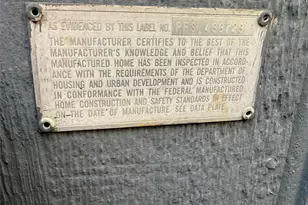 AS EVIDENCED BY THIS LABEL NO.
THE MANUFACTURER CERTIFIES TO THE BEST OF THE
MANUFACTURER'S KNOWLEDGE AND BELIEF THAT THIS
MANUFACTURED HOME HAS BEEN INSPECTED IN ACCORD-
ANCE WITH THE REQUIREMENTS OF THE DEPARTMENT OF
HOUSING AND URBAN DEVELOPMENT AND IS CONSTRUCTED
IN CONFORMANCE WITH THE FEDERAL MANUFACTURED
HOME CONSTRUCTION AND SAFETY STANDARDS IN EFFECT
ON THE DATE OF MANUFACTURE. SEE DATA PLATE.